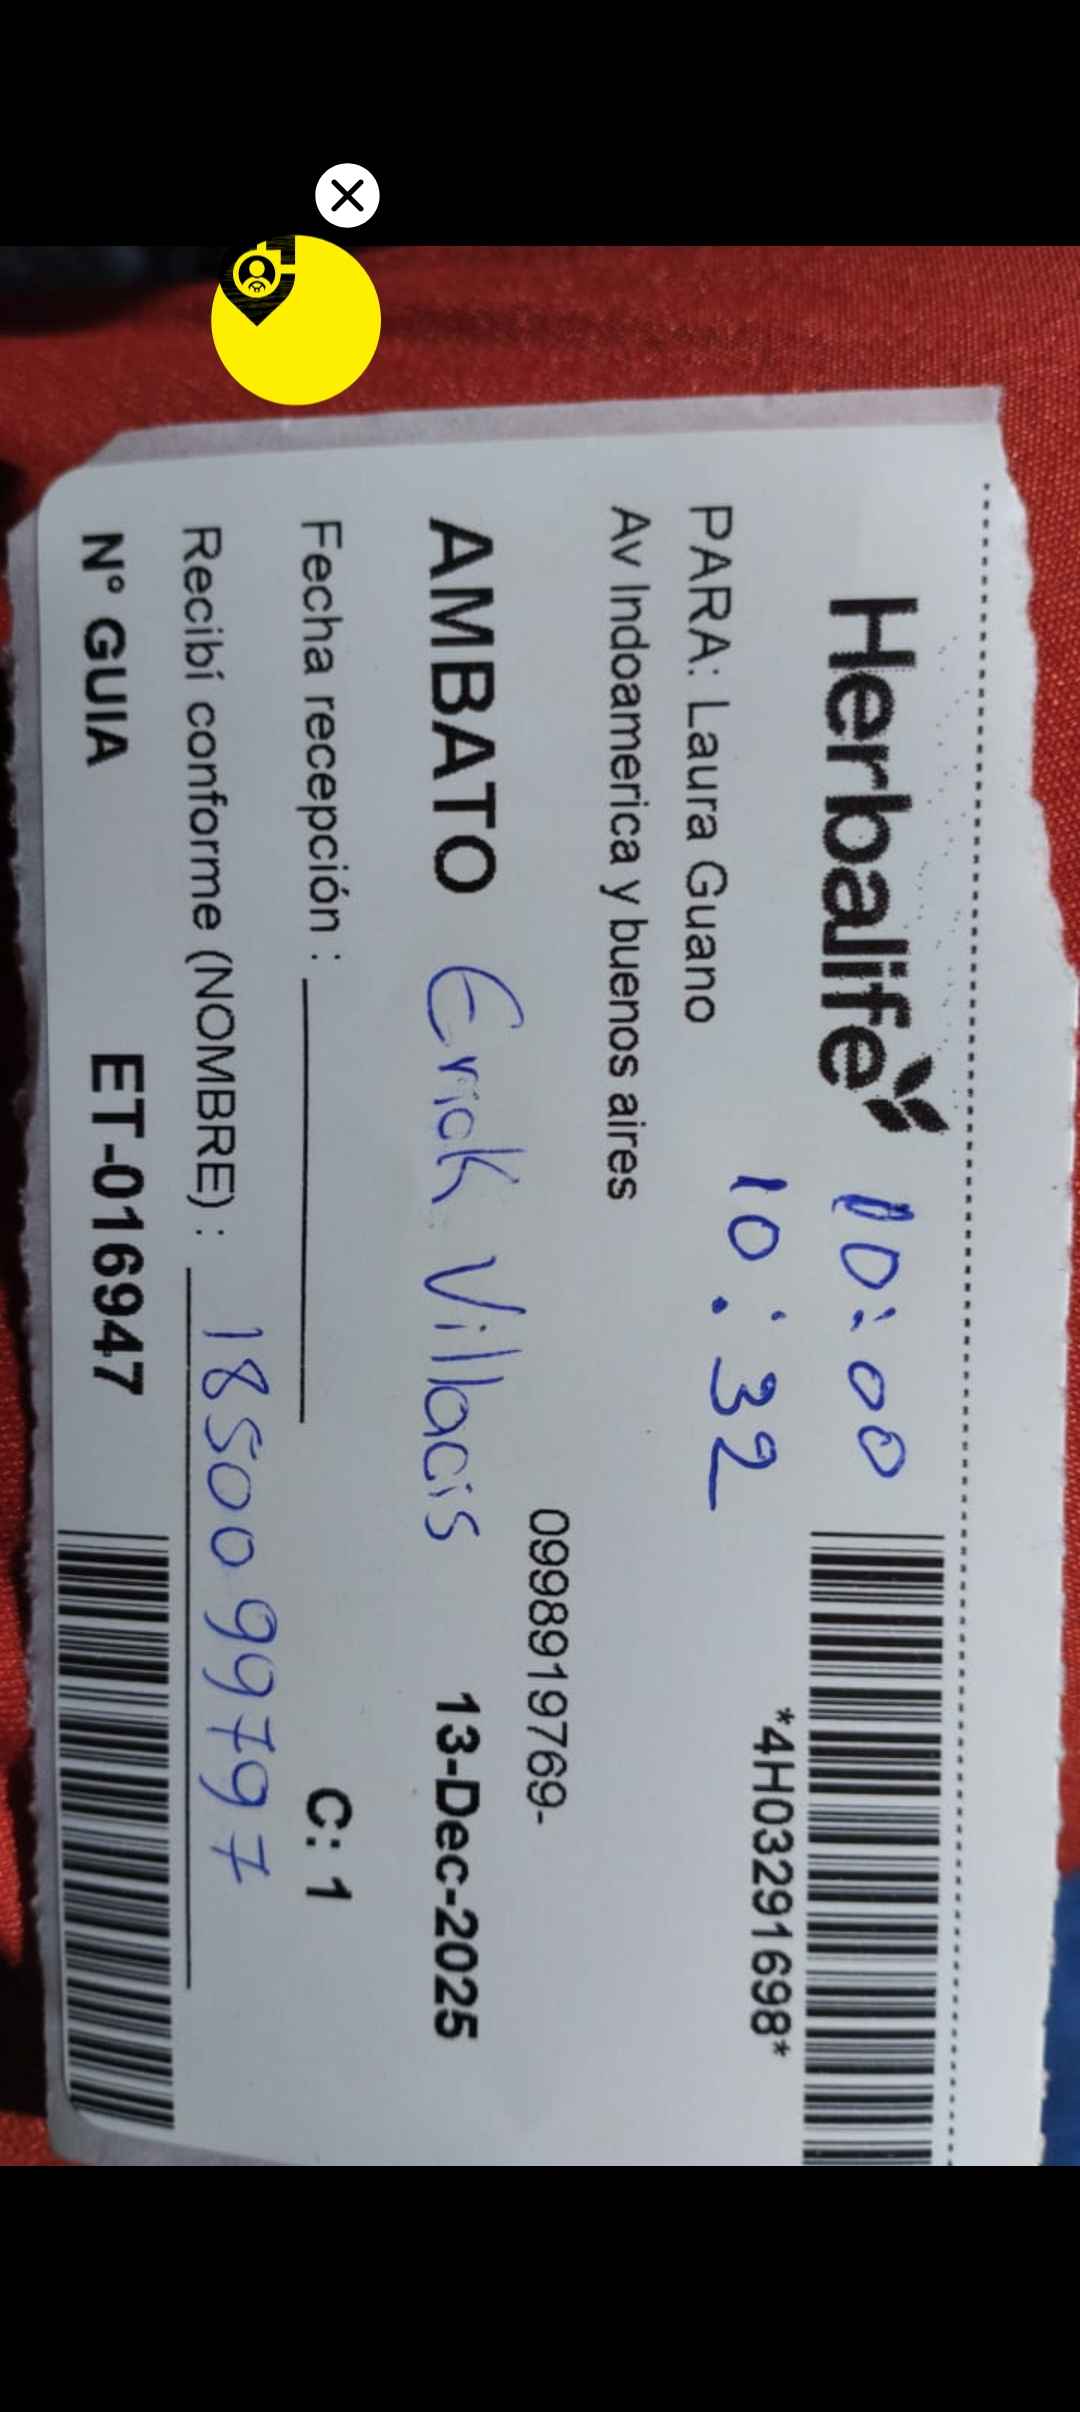 Herbalife 10:00
*4H03291698*
PARA: Laura Guano 10:32
Av Indoamerica y buenos aires
0998919769-
AMBATO Erick Villacis 13-Dec-2025
Fecha recepción : C: 1
Recibí conforme (NOMBRE) : 1850099797
N° GUIA ET-016947